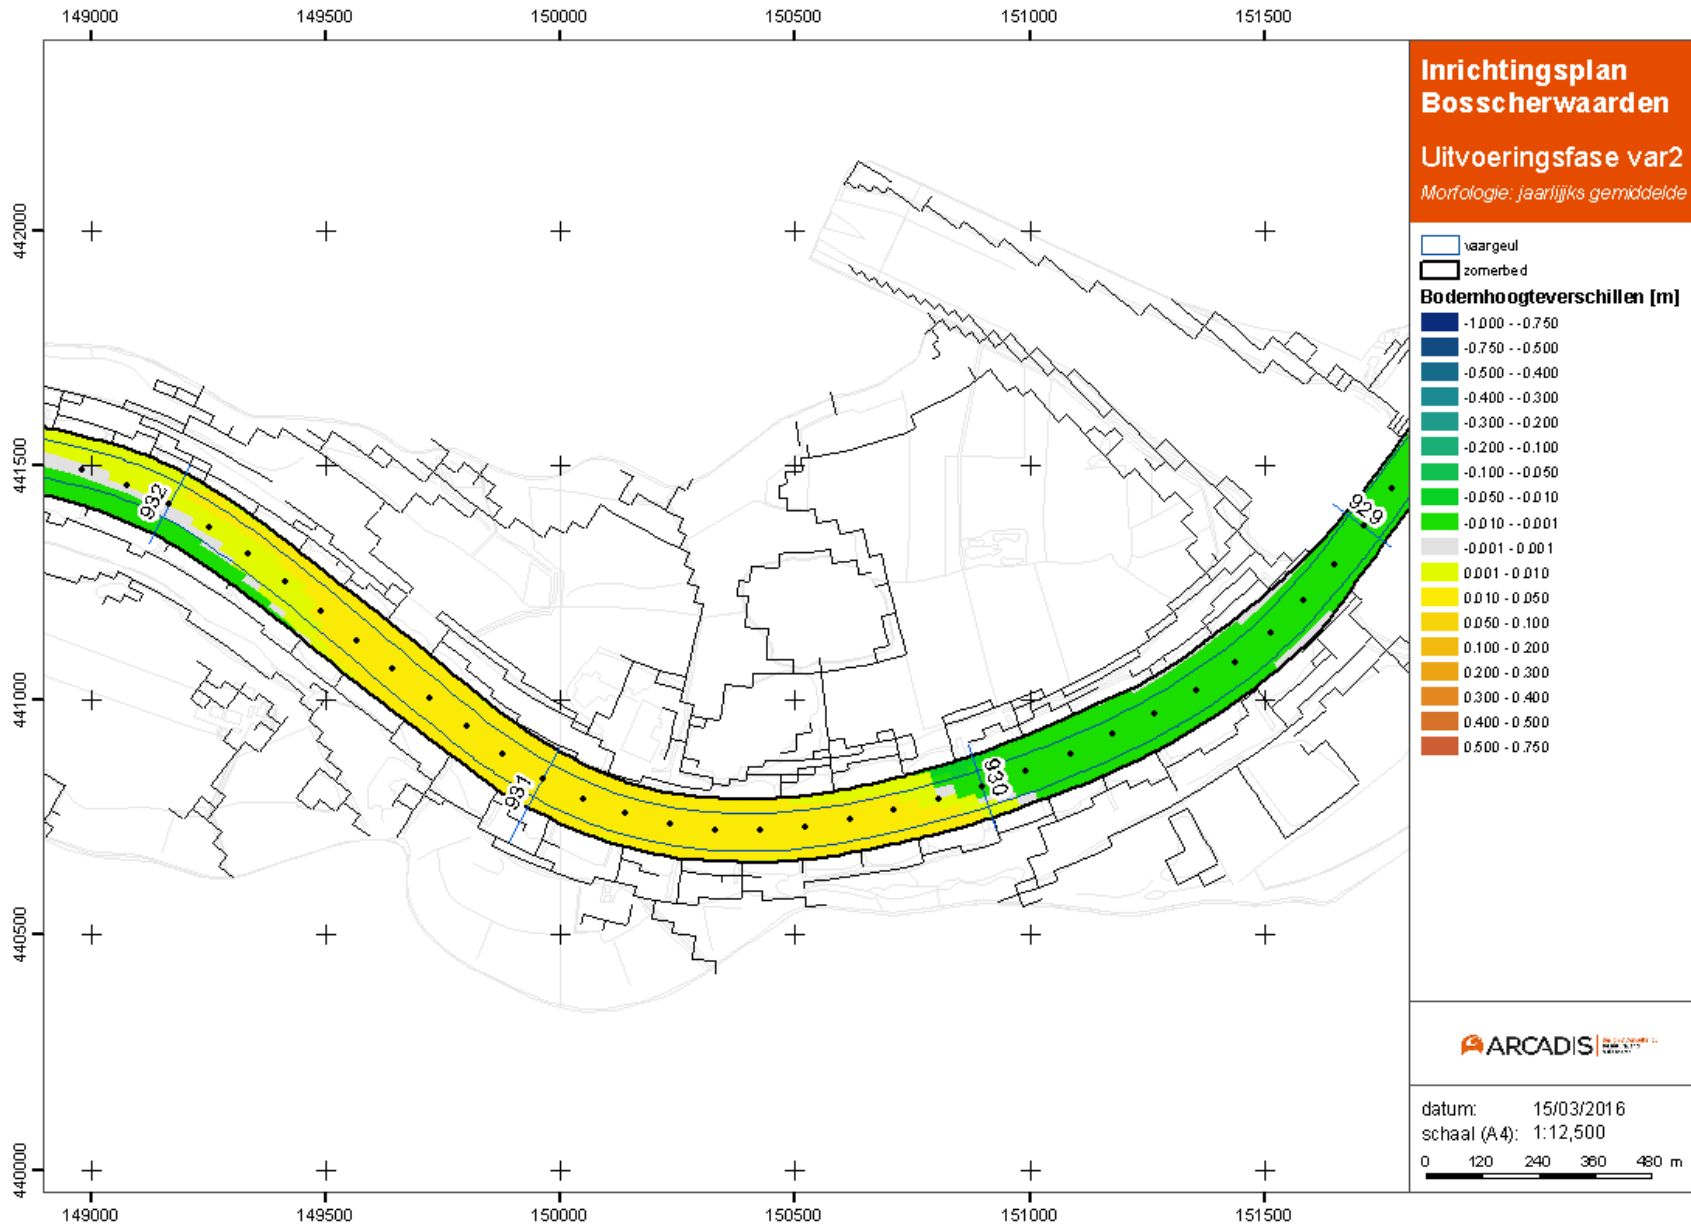 149000 149500 150000 150500 151000 151500
442000
441500
441000
440500
440000
932
931
930
929
149000 149500 150000 150500 151000 151500
Inrichtingsplan
Bosscherwaarden
Uitvoeringsfase var2
Morfologie: jaarlijks gemiddelde
vaargeul
zomerbed
Bodemhoogteverschillen [m]
-1.000 - -0.750
-0.750 - -0.500
-0.500 - -0.400
-0.400 - -0.300
-0.300 - -0.200
-0.200 - -0.100
-0.100 - -0.050
-0.050 - -0.010
-0.010 - -0.001
-0.001 - 0.001
0.001 - 0.010
0.010 - 0.050
0.050 - 0.100
0.100 - 0.200
0.200 - 0.300
0.300 - 0.400
0.400 - 0.500
0.500 - 0.750
ARCADIS
datum: 15/03/2016
schaal (A4): 1:12,500
0 120 240 360 480 m